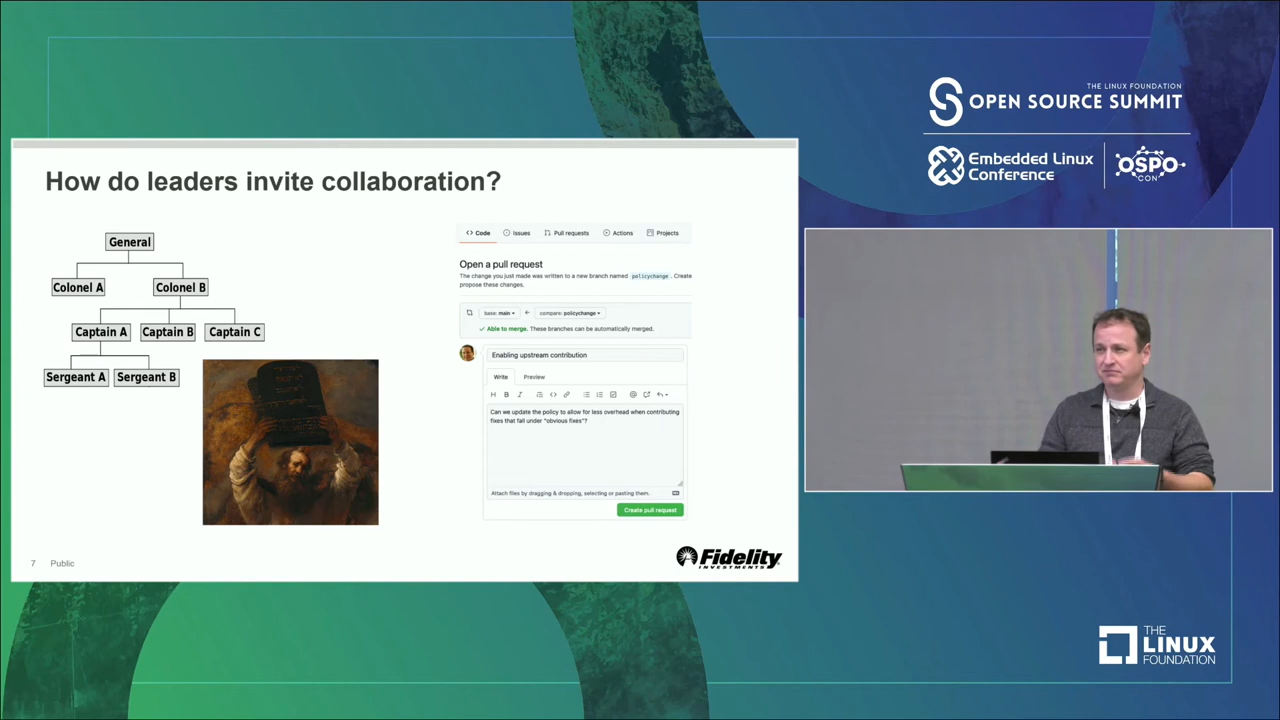 THE LINUX FOUNDATION
OPEN SOURCE SUMMIT
Embedded Linux
Conference
OSPO
CON
How do leaders invite collaboration?
General
Colonel A
Colonel B
Captain A
Captain B
Captain C
Sergeant A
Sergeant B
Code
Issues
Pull requests
Actions
Projects
Open a pull request
The change you just made was written to a new branch named policychange. Create
propose these changes.
base: main
compare: policychange
Able to merge. These branches can be automatically merged.
Enabling upstream contribution
Write
Preview
Can we update the policy to allow for less overhead when contributing
fixes that fall under "obvious fixes"?
Attach files by dragging & dropping, selecting or pasting them.
Create pull request
7 Public
Fidelity
INVESTMENTS
THE
LINUX
FOUNDATION